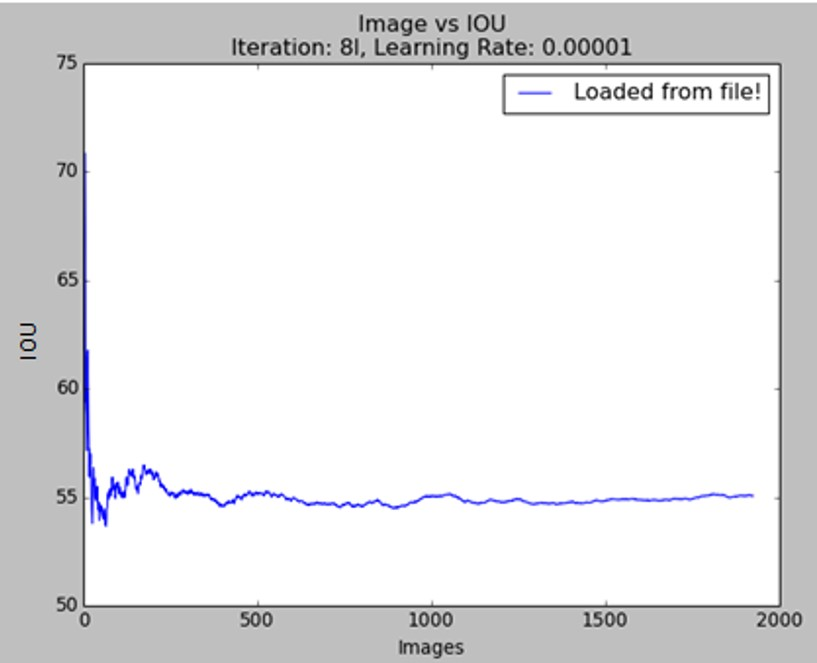 Image vs IOU
Iteration: 8l, Learning Rate: 0.00001
Loaded from file!
75
70
65
60
55
50
IOU
0 500 1000 1500 2000
Images